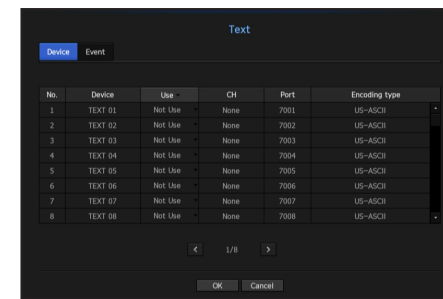 Text
Device Event
No. Device Use CH Port Encoding type
1 TEXT 01 Not Use None 7001 US-ASCII
2 TEXT 02 Not Use None 7002 US-ASCII
3 TEXT 03 Not Use None 7003 US-ASCII
4 TEXT 04 Not Use None 7004 US-ASCII
5 TEXT 05 Not Use None 7005 US-ASCII
6 TEXT 06 Not Use None 7006 US-ASCII
7 TEXT 07 Not Use None 7007 US-ASCII
8 TEXT 08 Not Use None 7008 US-ASCII
< 1/8 >
OK Cancel